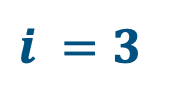 i = 3